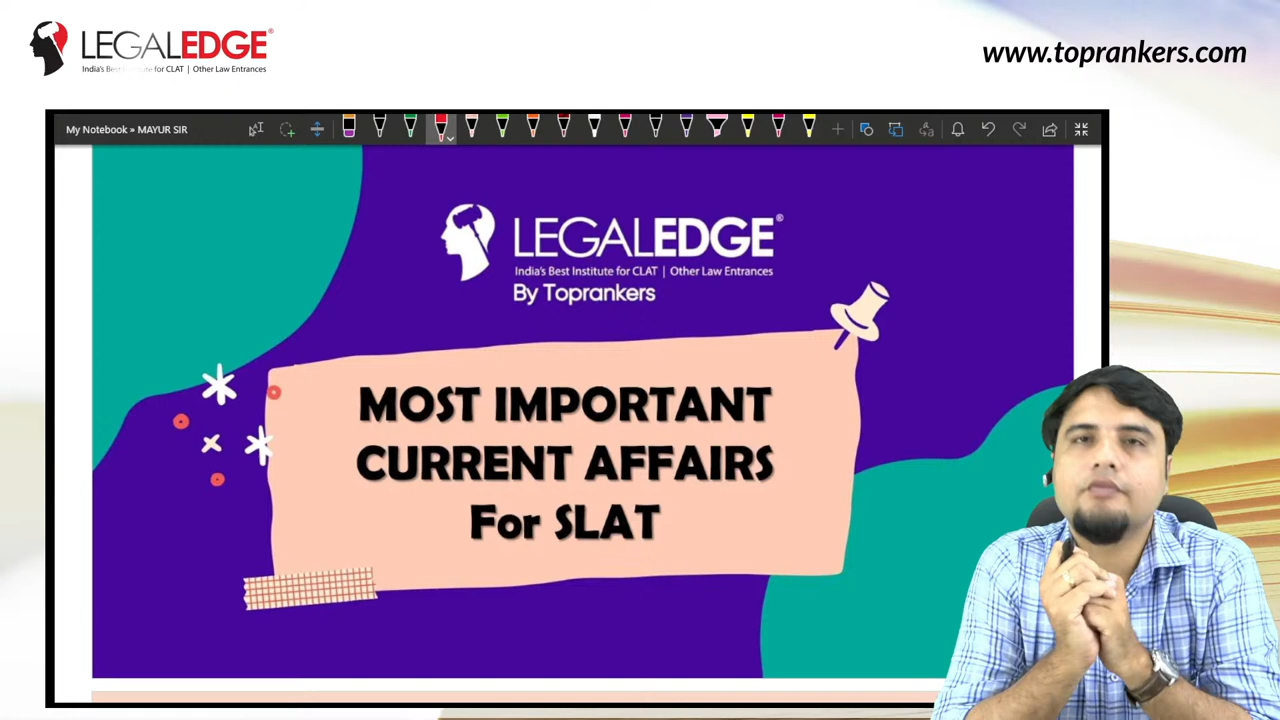 LEGALEDGE®
India's Best Institute for CLAT | Other Law Entrances
www.toprankers.com
My Notebook » MAYUR SIR
LEGALEDGE®
India's Best Institute for CLAT | Other Law Entrances
By Toprankers
MOST IMPORTANT
CURRENT AFFAIRS
For SLAT